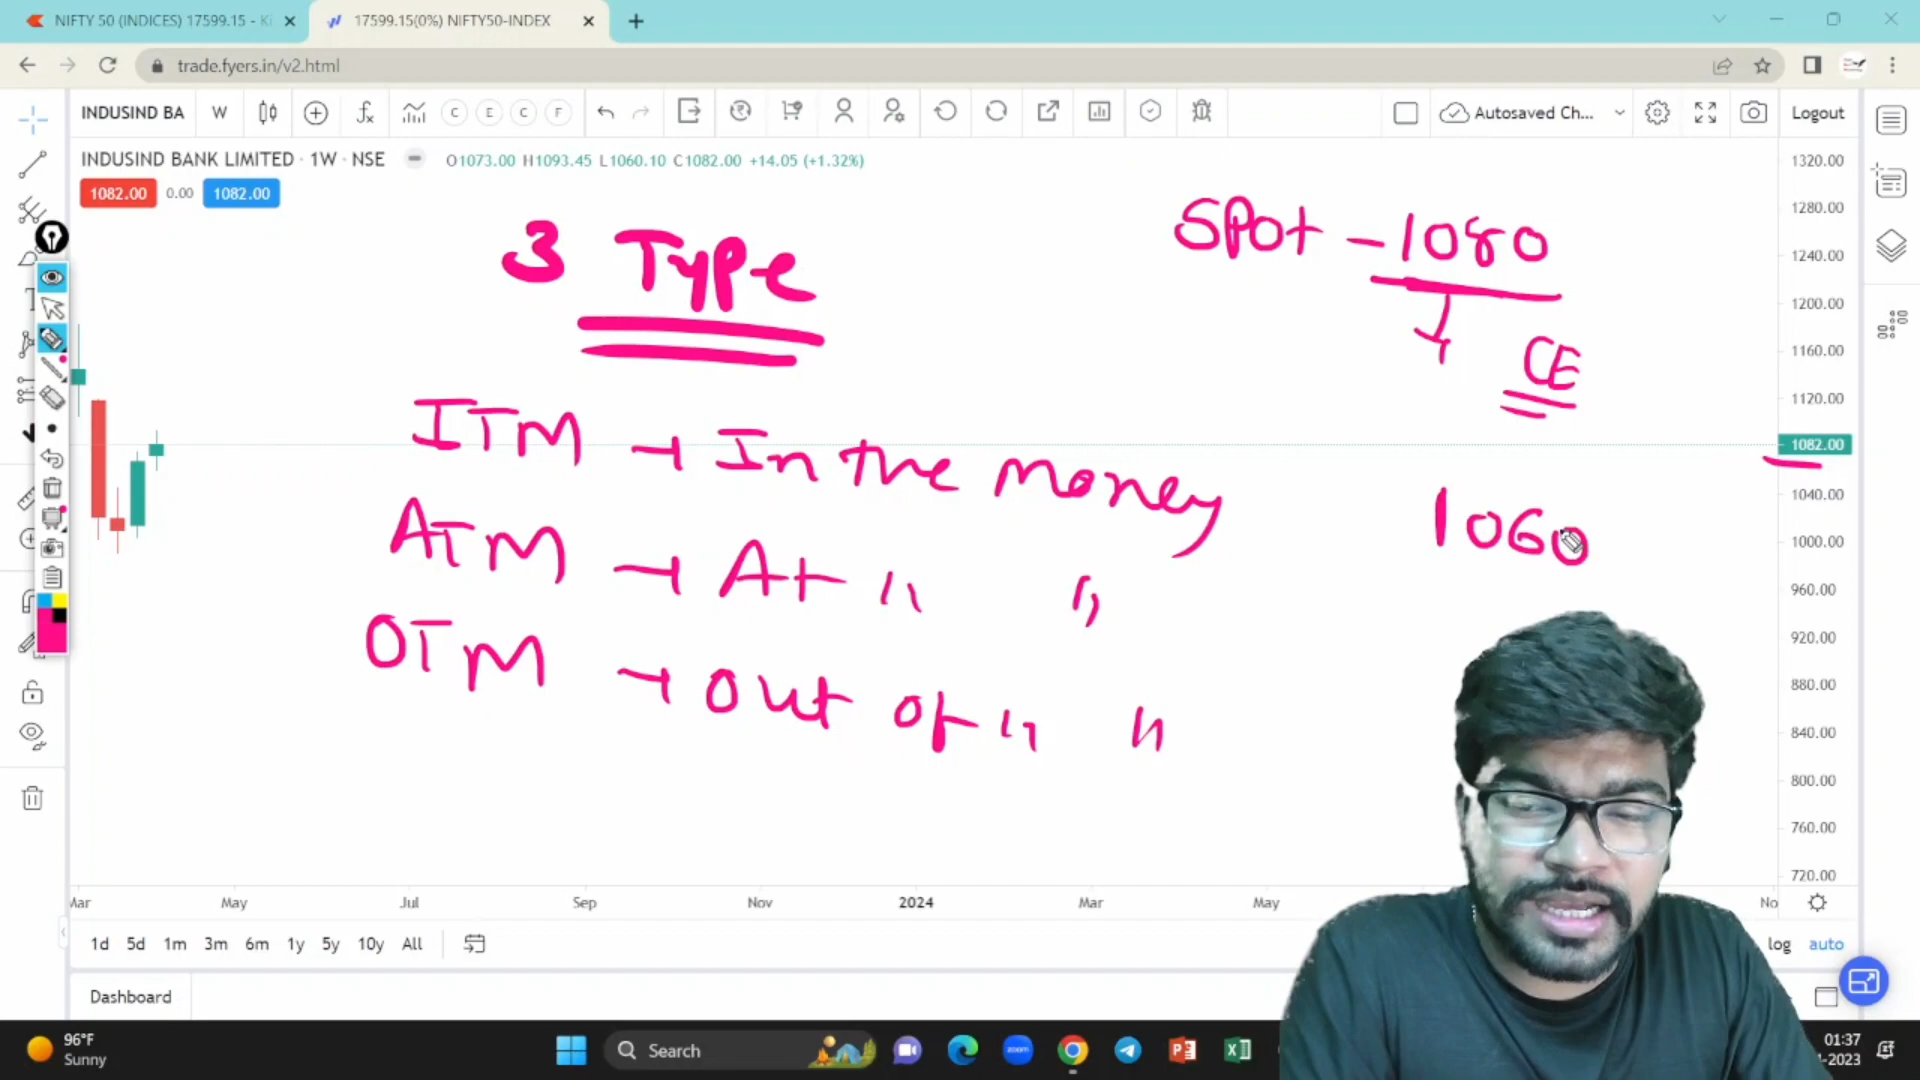 NIFTY 50 (INDICES) 17599.15 - Ki
17599.15(0%) NIFTY50-INDEX
trade.fyers.in/v2.html
INDUSIND BA W C E C F Autosaved Ch... Logout
INDUSIND BANK LIMITED · 1W · NSE O1073.00 H1093.45 L1060.10 C1082.00 +14.05 (+1.32%)
1082.00 0.00 1082.00
3 Type
SPOT - 1080
CE
ITM → In the money
ATM → At " "
OTM → Out of " "
1060
1320.00
1280.00
1240.00
1200.00
1160.00
1120.00
1082.00
1040.00
1000.00
960.00
920.00
880.00
840.00
800.00
760.00
720.00
Mar May Jul Sep Nov 2024 Mar May No
1d 5d 1m 3m 6m 1y 5y 10y All log auto
Dashboard
96°F
Sunny
Search
zoom
01:37
-2023